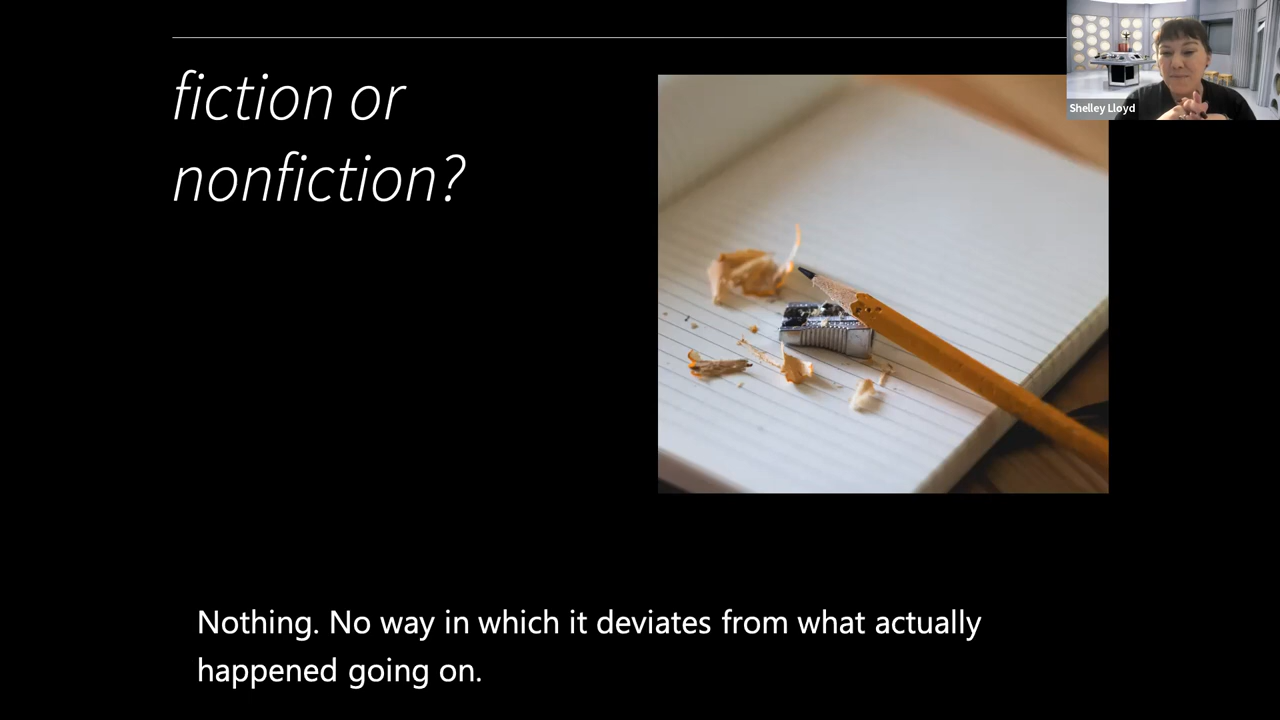 fiction or
nonfiction?
Shelley Lloyd
Nothing. No way in which it deviates from what actually
happened going on.